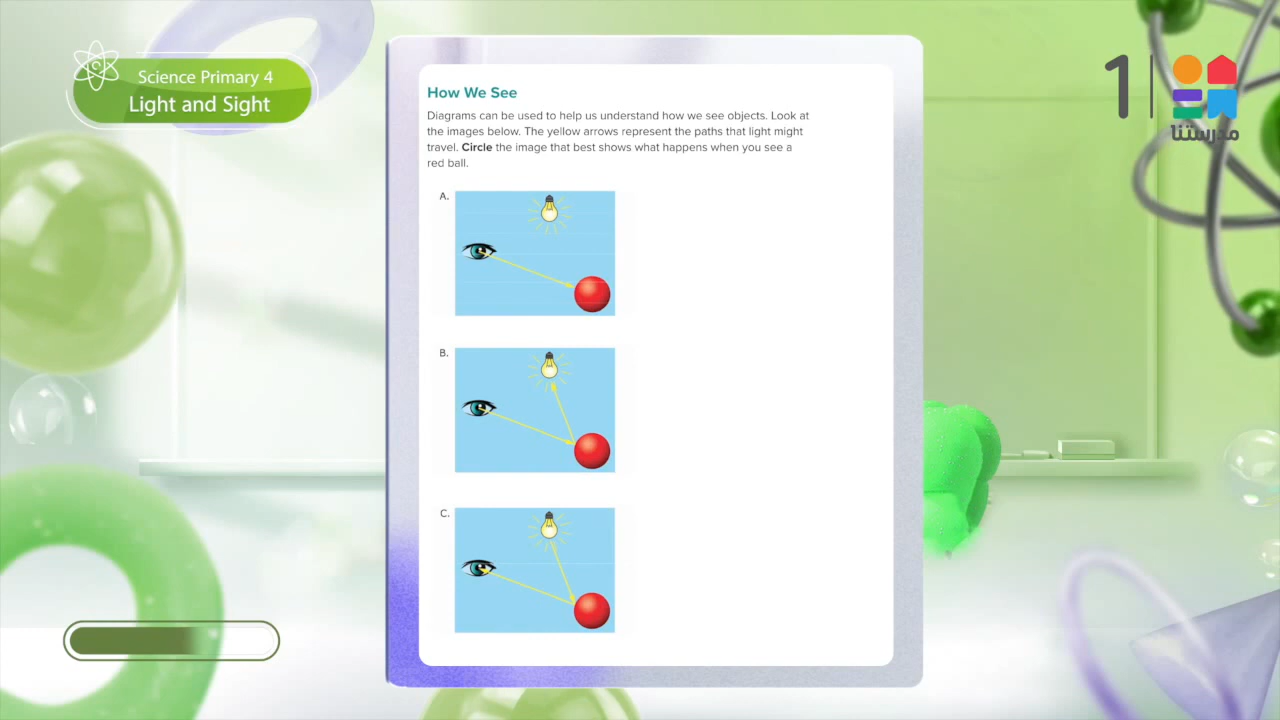 Science Primary 4
Light and Sight
1
مدرستنا
How We See
Diagrams can be used to help us understand how we see objects. Look at
the images below. The yellow arrows represent the paths that light might
travel. Circle the image that best shows what happens when you see a
red ball.
A.
B.
C.